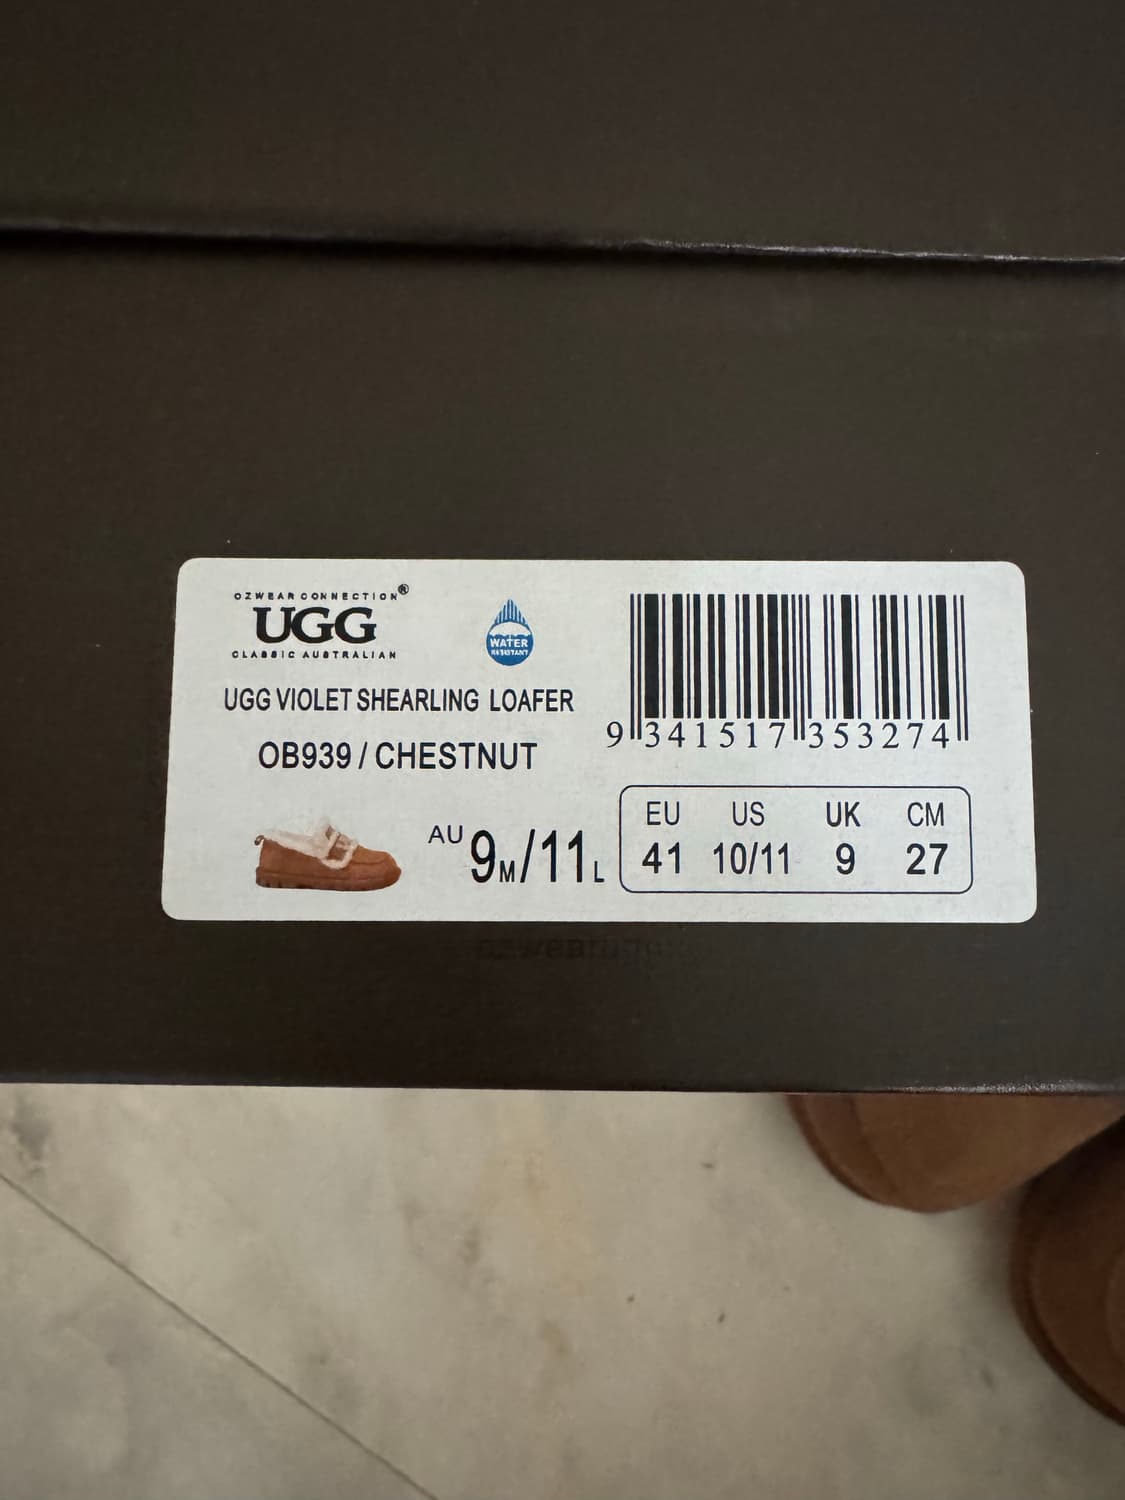 OZWEAR CONNECTION®
UGG
CLASSIC AUSTRALIAN
WATER
RESISTANT
UGG VIOLET SHEARLING LOAFER
OB939 / CHESTNUT
9 341517 353274
AU 9M/11L
EU US UK CM
41 10/11 9 27